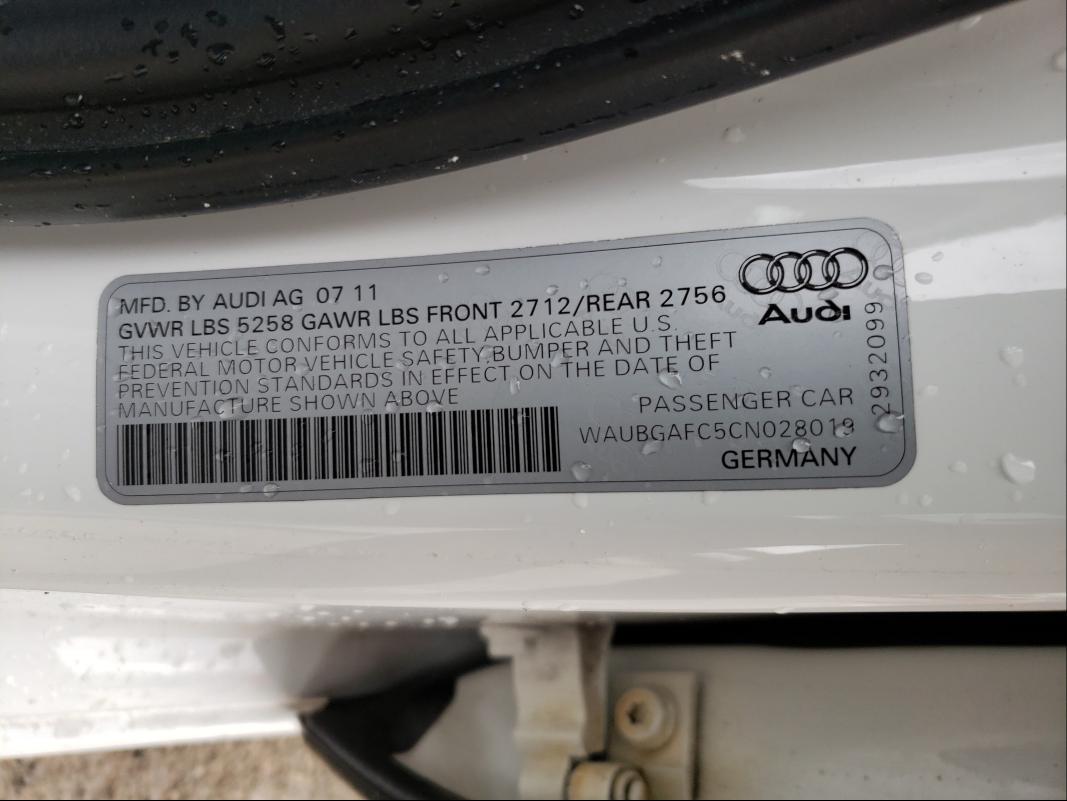 MFD. BY AUDI AG 07 11
GVWR LBS 5258 GAWR LBS FRONT 2712/REAR 2756
THIS VEHICLE CONFORMS TO ALL APPLICABLE U.S.
FEDERAL MOTOR VEHICLE SAFETY, BUMPER AND THEFT
PREVENTION STANDARDS IN EFFECT ON THE DATE OF
MANUFACTURE SHOWN ABOVE
Audi
PASSENGER CAR
WAUBGAFC5CN028019
GERMANY
2932099